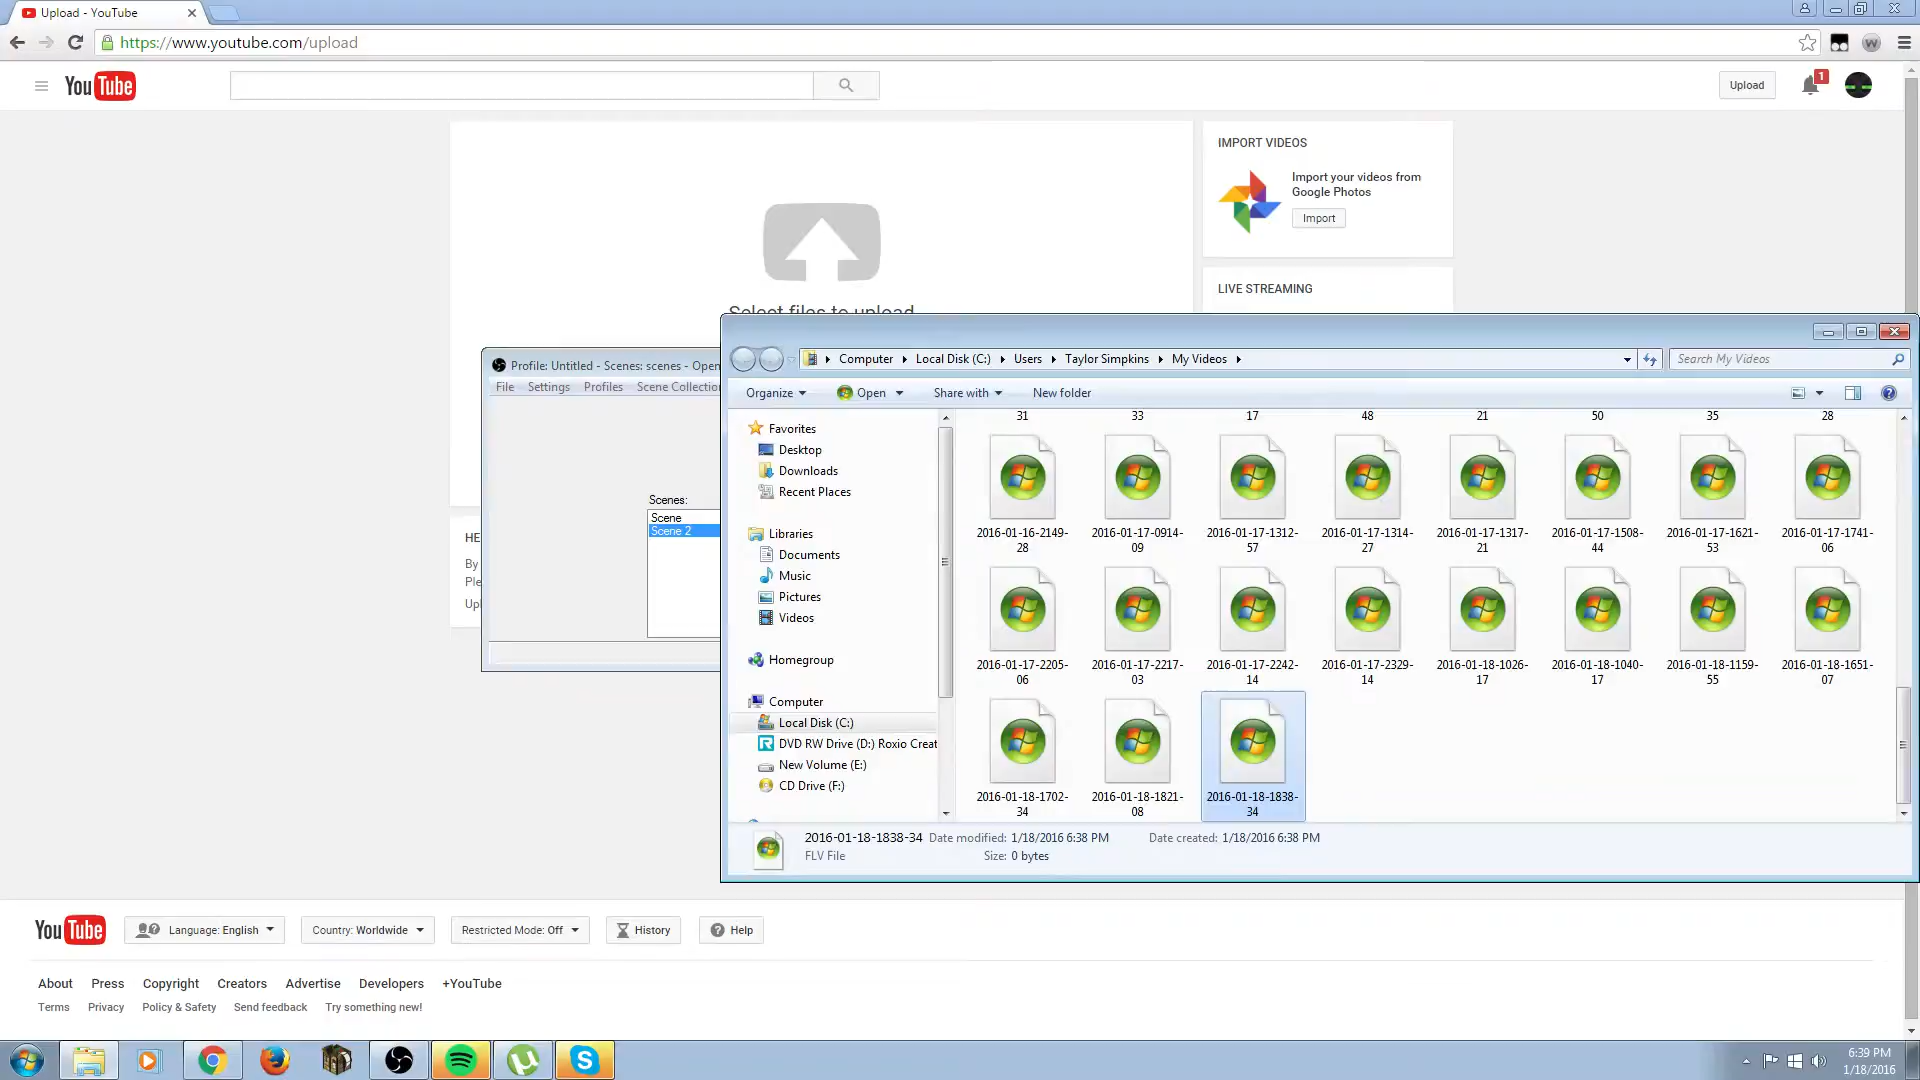 Upload - YouTube
https://www.youtube.com/upload
YouTube
Upload
1
IMPORT VIDEOS
Import your videos from
Google Photos
Import
LIVE STREAMING
Select files to upload
Profile: Untitled - Scenes: scenes - Open
File Settings Profiles Scene Collection
Scenes:
Scene
Scene 2
HE
By
Ple
Upl
Computer Local Disk (C:) Users Taylor Simpkins My Videos
Search My Videos
Organize Open Share with New folder
Favorites
Desktop
Downloads
Recent Places
Libraries
Documents
Music
Pictures
Videos
Homegroup
Computer
Local Disk (C:)
DVD RW Drive (D:) Roxio Creat
New Volume (E:)
CD Drive (F:)
31 33 17 48 21 50 35 28
2016-01-16-2149- 2016-01-17-0914- 2016-01-17-1312- 2016-01-17-1314- 2016-01-17-1317- 2016-01-17-1508- 2016-01-17-1621- 2016-01-17-1741-
28 09 57 27 21 44 53 06
2016-01-17-2205- 2016-01-17-2217- 2016-01-17-2242- 2016-01-17-2329- 2016-01-18-1026- 2016-01-18-1040- 2016-01-18-1159- 2016-01-18-1651-
06 03 14 14 17 17 55 07
2016-01-18-1702- 2016-01-18-1821- 2016-01-18-1838-
34 08 34
2016-01-18-1838-34 Date modified: 1/18/2016 6:38 PM Date created: 1/18/2016 6:38 PM
FLV File Size: 0 bytes
YouTube Language: English Country: Worldwide Restricted Mode: Off History Help
About Press Copyright Creators Advertise Developers +YouTube
Terms Privacy Policy & Safety Send feedback Try something new!
6:39 PM
1/18/2016